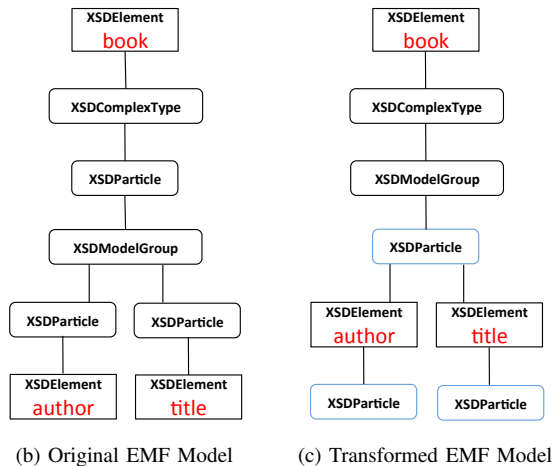 XSDElement
book
XSDComplexType
XSDParticle
XSDModelGroup
XSDParticle XSDParticle
XSDElement XSDElement
author title
(b) Original EMF Model
XSDElement
book
XSDComplexType
XSDModelGroup
XSDParticle
XSDElement XSDElement
author title
XSDParticle XSDParticle
(c) Transformed EMF Model